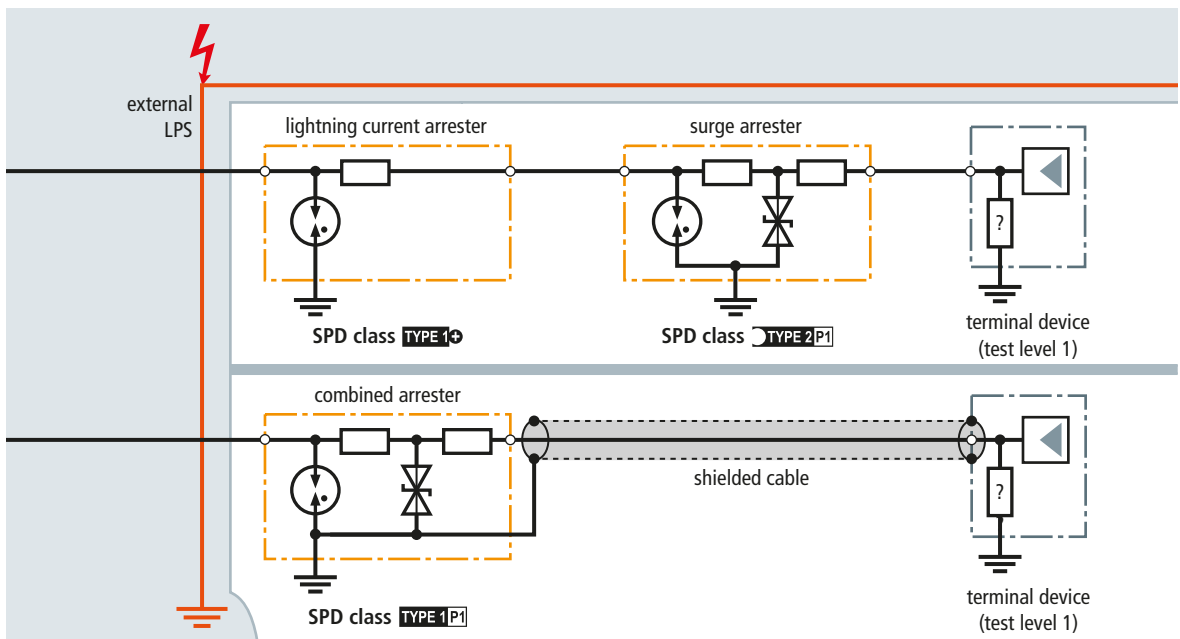 external
LPS
lightning current arrester
surge arrester
?
SPD class TYPE 1+
SPD class TYPE 2 P1
terminal device
(test level 1)
combined arrester
shielded cable
?
SPD class TYPE 1 P1
terminal device
(test level 1)